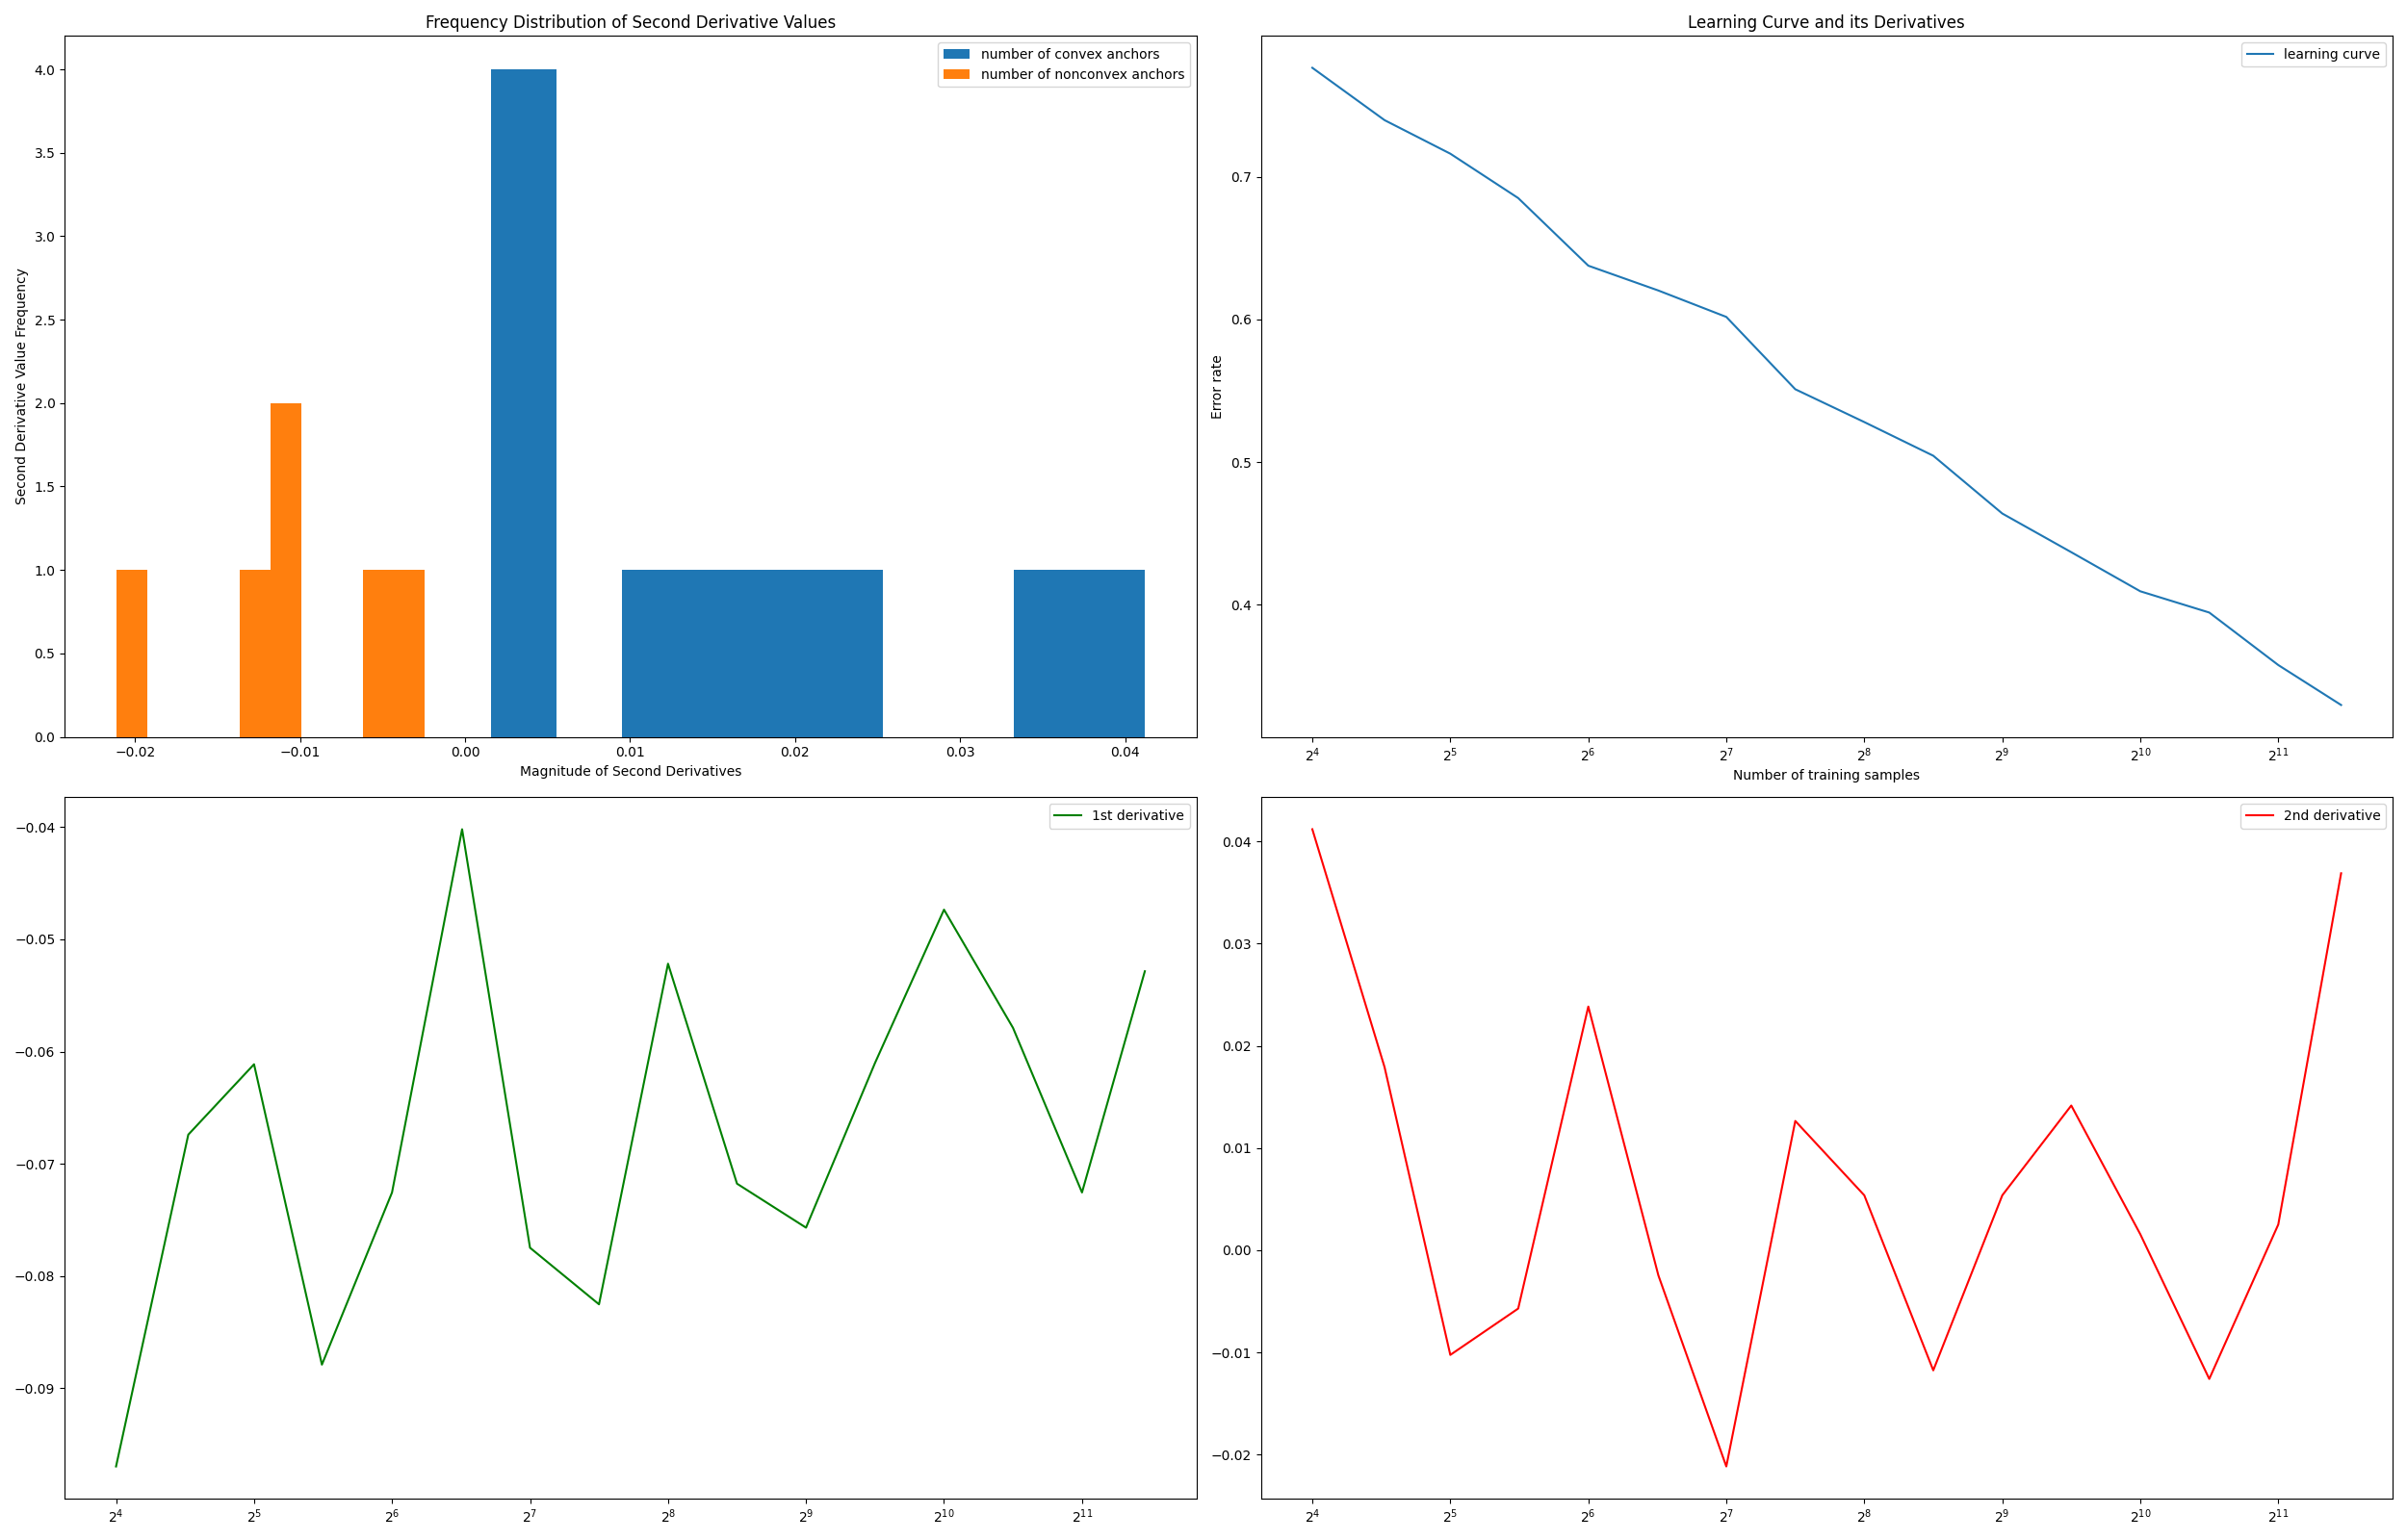 Frequency Distribution of Second Derivative Values
number of convex anchors
number of nonconvex anchors
4.0
3.5
3.0
2.5
2.0
1.5
1.0
0.5
0.0
Second Derivative Value Frequency
−0.02 −0.01 0.00 0.01 0.02 0.03 0.04
Magnitude of Second Derivatives
Learning Curve and its Derivatives
learning curve
0.7
0.6
0.5
0.4
Error rate
2⁴ 2⁵ 2⁶ 2⁷ 2⁸ 2⁹ 2¹⁰ 2¹¹
Number of training samples
1st derivative
−0.04
−0.05
−0.06
−0.07
−0.08
−0.09
2⁴ 2⁵ 2⁶ 2⁷ 2⁸ 2⁹ 2¹⁰ 2¹¹
2nd derivative
0.04
0.03
0.02
0.01
0.00
−0.01
−0.02
2⁴ 2⁵ 2⁶ 2⁷ 2⁸ 2⁹ 2¹⁰ 2¹¹